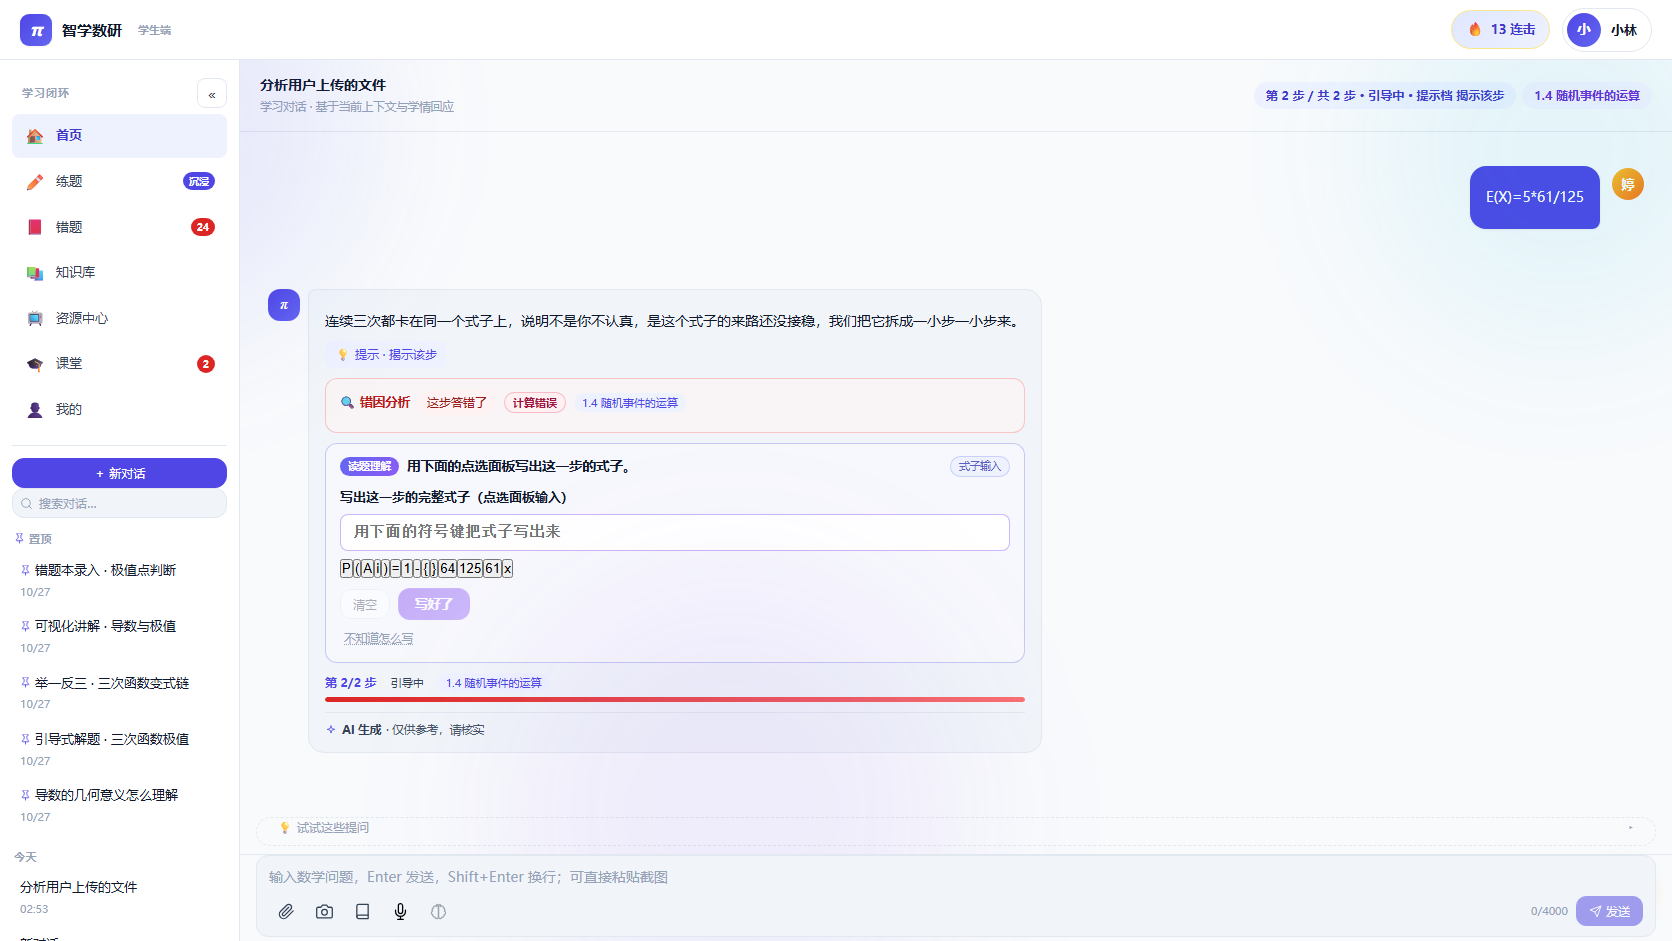 π 智学数研 学生端
13 连击
小 小林
学习闭环
«
首页
练题 沉浸
错题 24
知识库
资源中心
课堂 2
我的
+ 新对话
搜索对话...
置顶
错题本录入 · 极值点判断
10/27
可视化讲解 · 导数与极值
10/27
举一反三 · 三次函数变式链
10/27
引导式解题 · 三次函数极值
10/27
导数的几何意义怎么理解
10/27
今天
分析用户上传的文件
02:53
新对话
分析用户上传的文件
学习对话 · 基于当前上下文与学情回应
第 2 步 / 共 2 步 • 引导中 • 提示档 揭示该步
1.4 随机事件的运算
E(X)=5*61/125
婷
π
连续三次都卡在同一个式子上，说明不是你不认真，是这个式子的来路还没接稳，我们把它拆成一小步一小步来。
提示 · 揭示该步
错因分析 这步答错了 计算错误 1.4 随机事件的运算
读题理解 用下面的点选面板写出这一步的式子。 式子输入
写出这一步的完整式子（点选面板输入）
用下面的符号键把式子写出来
P ( A i ) = 1 - { } 64 125 61 x
清空 写好了
不知道怎么写
第 2/2 步 引导中 1.4 随机事件的运算
AI 生成 · 仅供参考，请核实
试试这些提问
输入数学问题，Enter 发送，Shift+Enter 换行；可直接粘贴截图
0/4000 发送